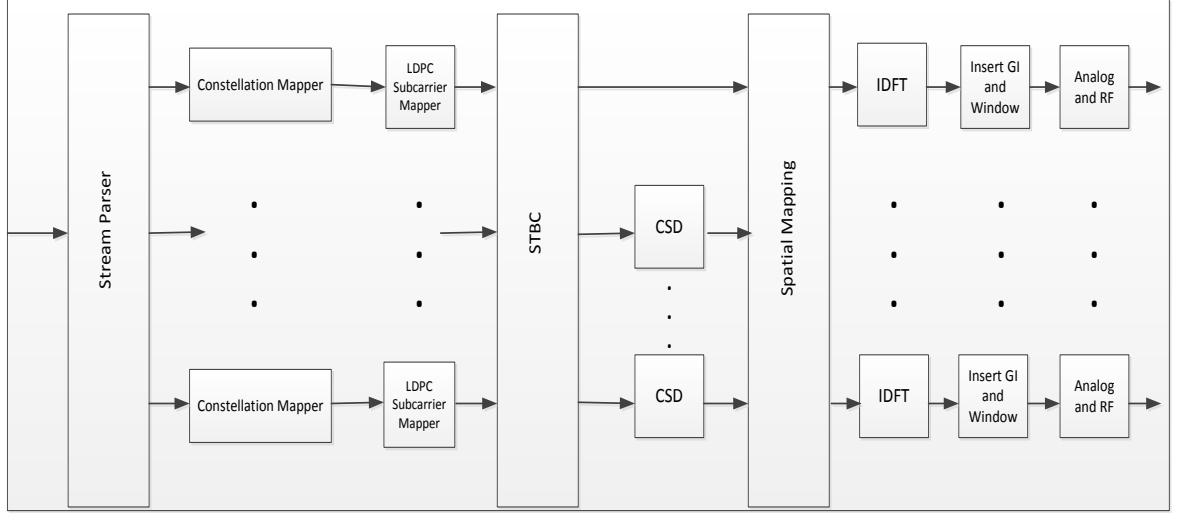 Stream Parser
Constellation Mapper
LDPC
Subcarrier
Mapper
STBC
CSD
Spatial Mapping
IDFT
Insert GI
and
Window
Analog
and RF
Constellation Mapper
LDPC
Subcarrier
Mapper
CSD
IDFT
Insert GI
and
Window
Analog
and RF